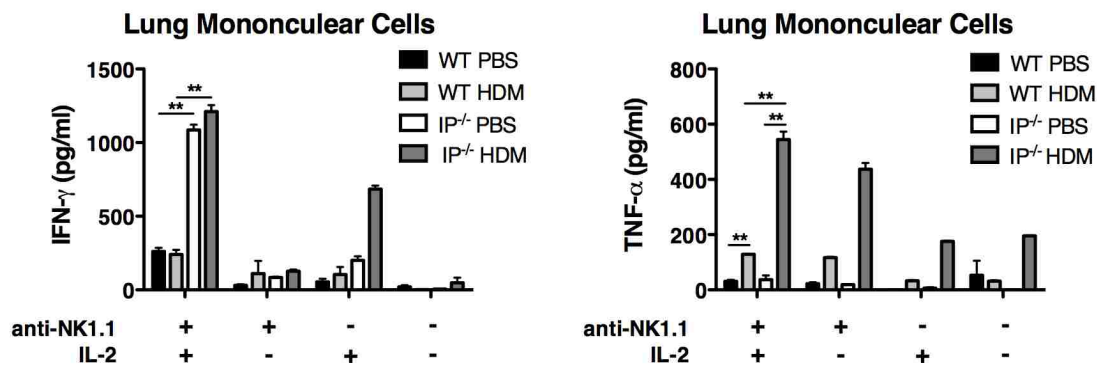 Lung Mononuclear Cells
IFN-γ (pg/ml)
1500
1000
500
0
WT PBS
WT HDM
IP-/- PBS
IP-/- HDM
** **
anti-NK1.1 + + - -
IL-2 + - + -
Lung Mononuclear Cells
TNF-α (pg/ml)
800
600
400
200
0
WT PBS
WT HDM
IP-/- PBS
IP-/- HDM
**
**
**
anti-NK1.1 + + - -
IL-2 + - + -